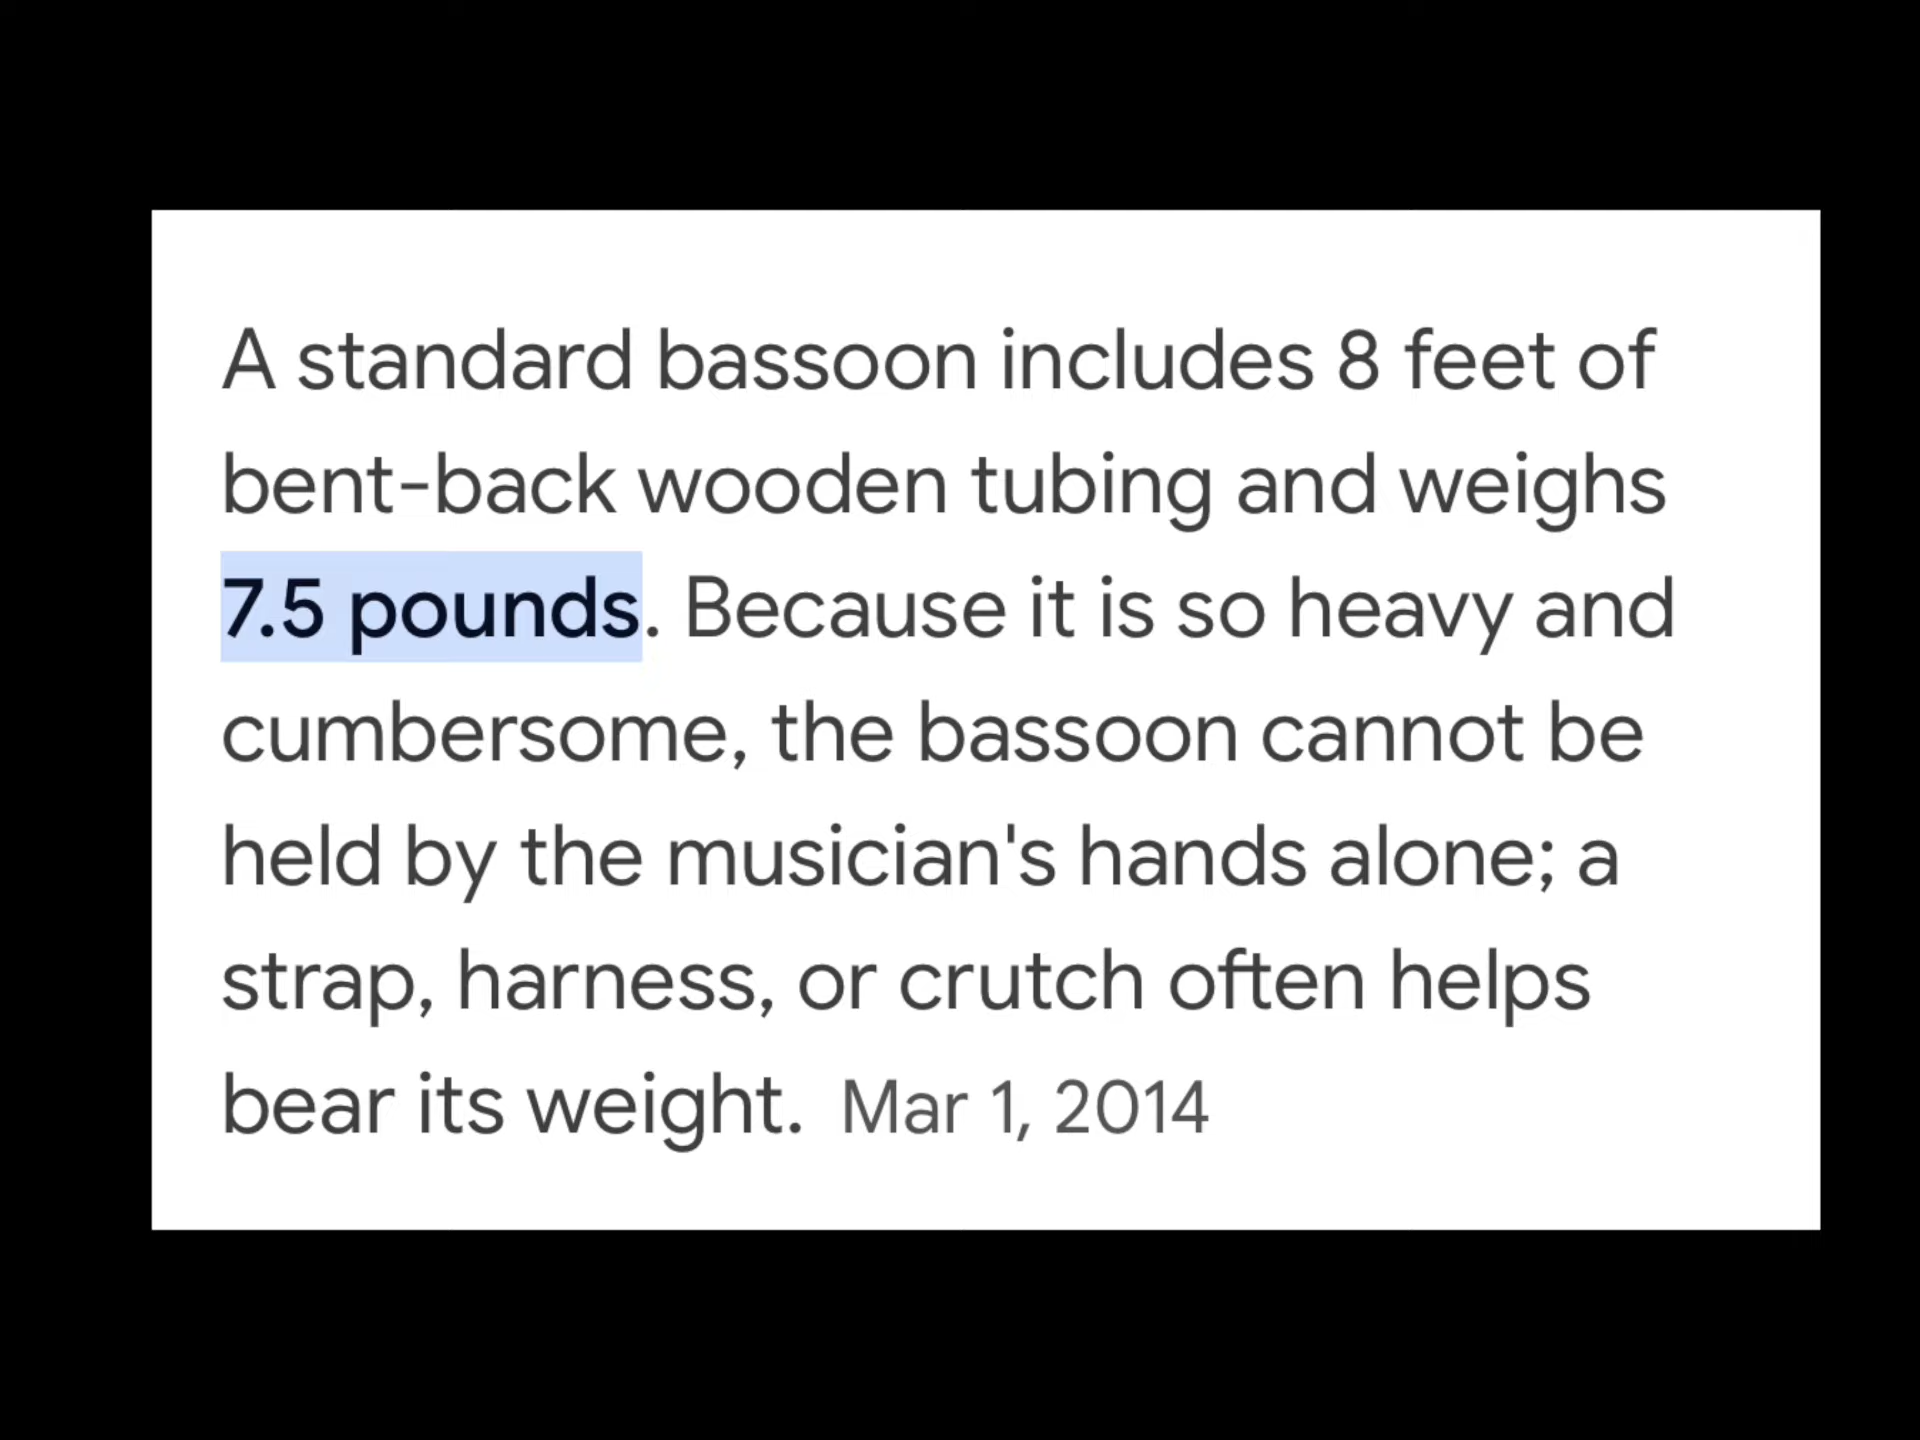 A standard bassoon includes 8 feet of
bent-back wooden tubing and weighs
7.5 pounds. Because it is so heavy and
cumbersome, the bassoon cannot be
held by the musician's hands alone; a
strap, harness, or crutch often helps
bear its weight. Mar 1, 2014